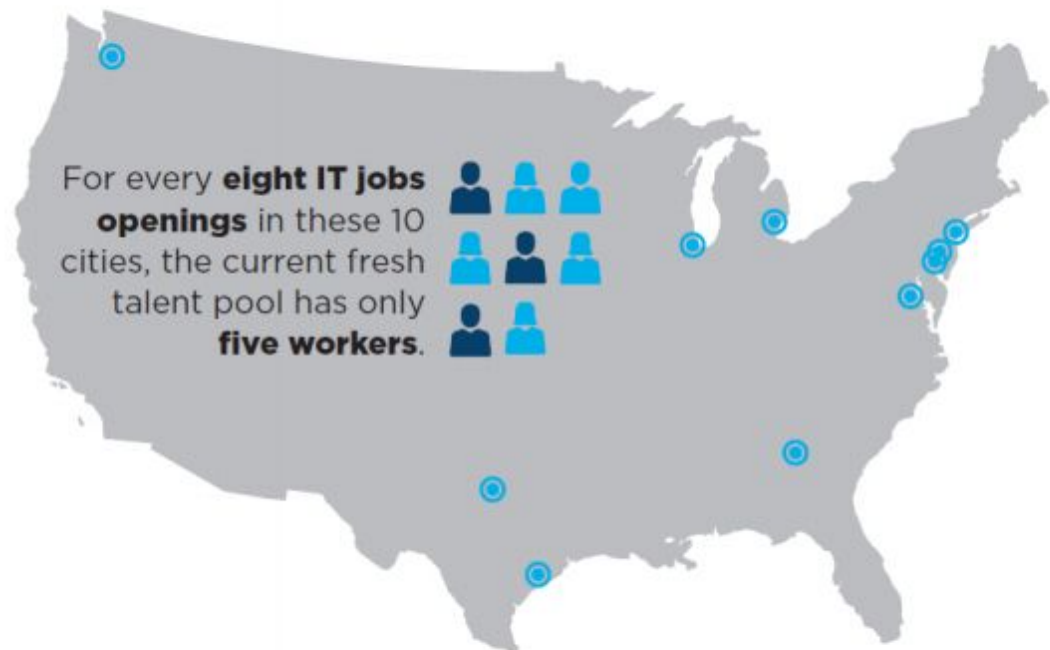 For every eight IT jobs
openings in these 10
cities, the current fresh
talent pool has only
five workers.